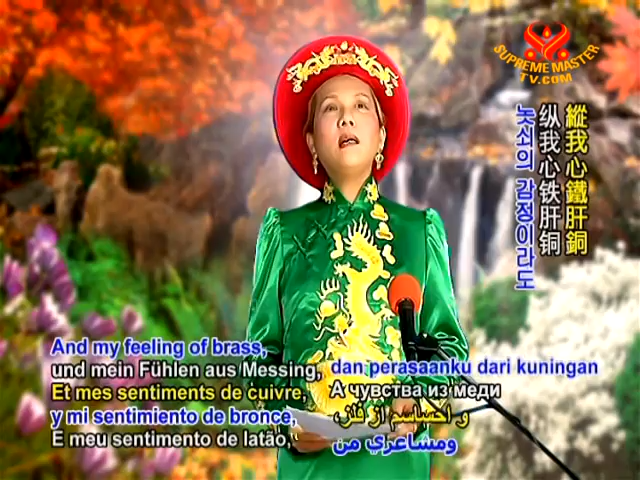 SUPREME MASTER
TV.COM
縱我心鐵肝銅
纵我心铁肝铜
놋쇠의 감정이라도
And my feeling of brass,
und mein Fühlen aus Messing,
Et mes sentiments de cuivre,
y mi sentimiento de bronce,
E meu sentimento de latão,
dan perasaanku dari kuningan
А чувства из меди
و احساسم از فلز،
ومشاعري من